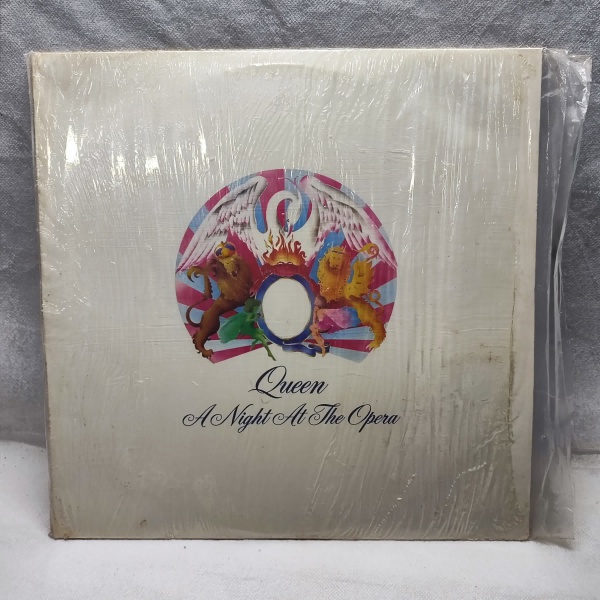 Queen
A Night At The Opera